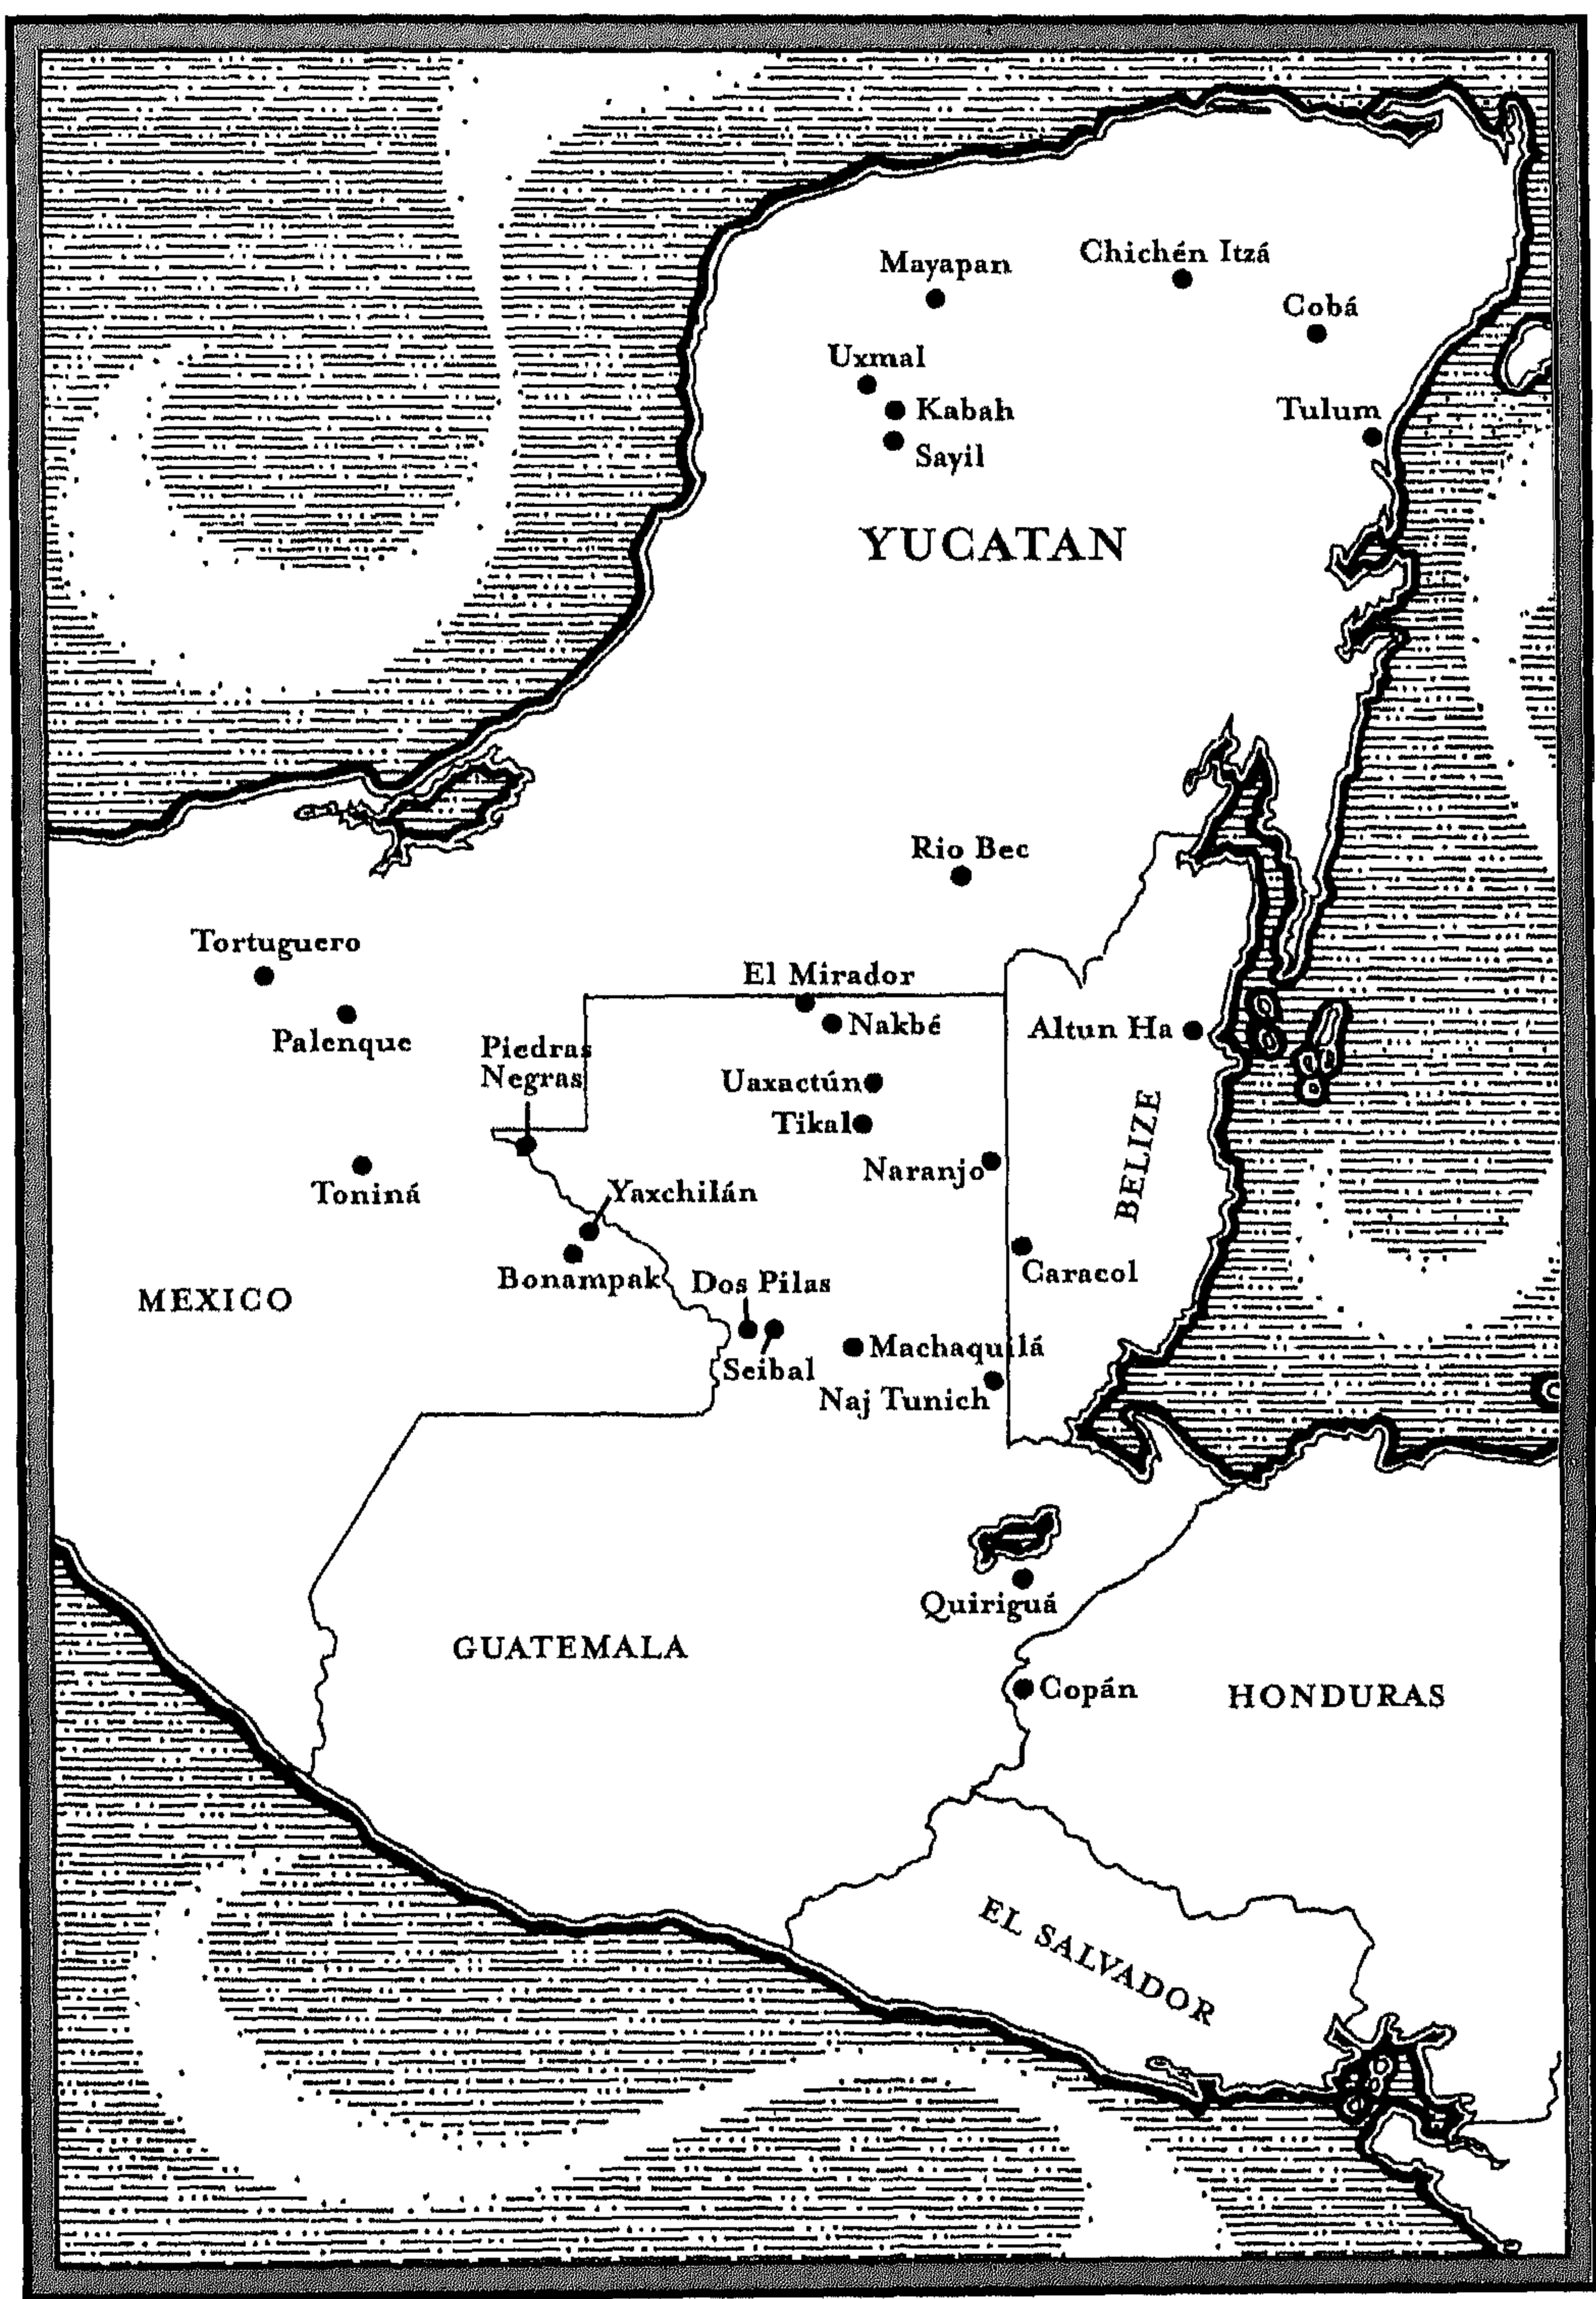 Mayapan
Chichén Itzá
Cobá
Uxmal
Kabah
Sayil
Tulum
YUCATAN
Rio Bec
Tortuguero
Palenque
El Mirador
Nakbé
Altun Ha
Piedras
Negras
Uaxactún
Tikal
Naranjo
BELIZE
Toniná
Yaxchilán
Bonampak
Caracol
MEXICO
Dos Pilas
Seibal
Machaquilá
Naj Tunich
Quiriguá
GUATEMALA
Copán
HONDURAS
EL SALVADOR